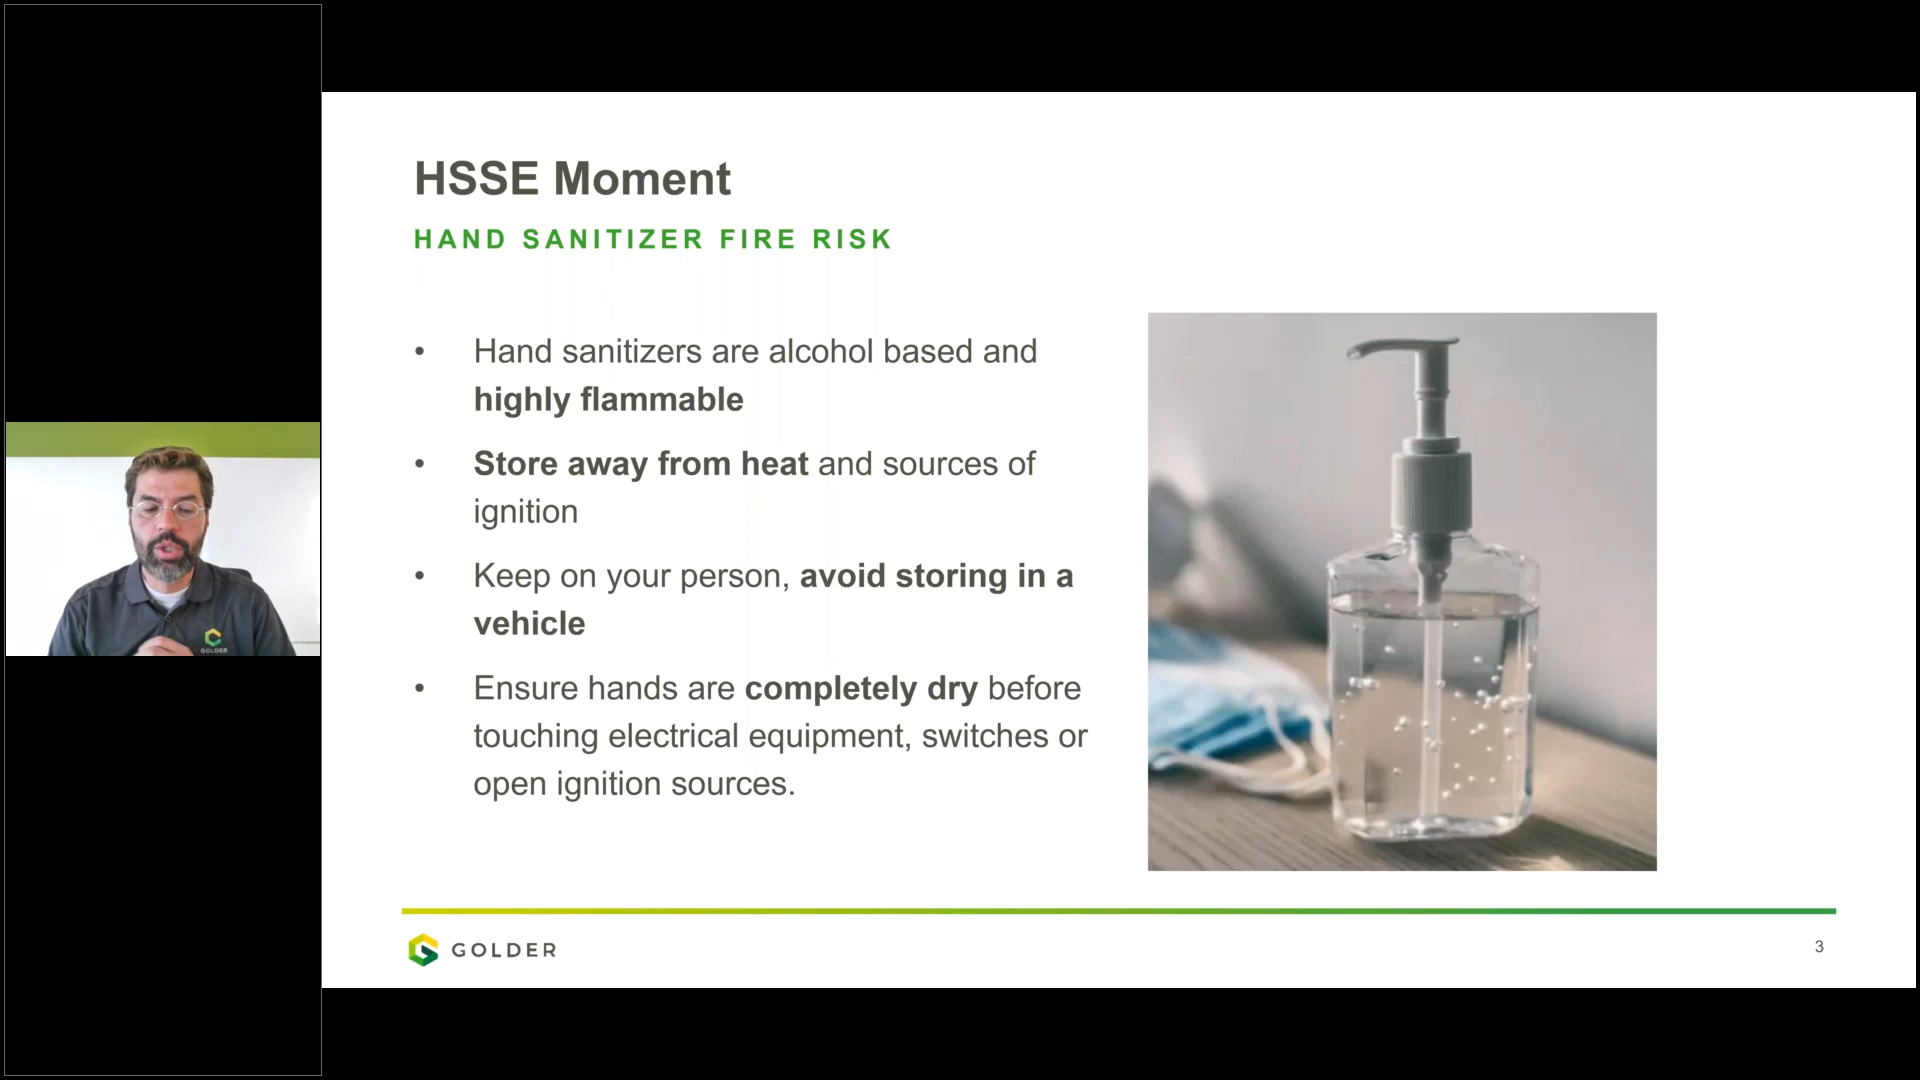 HSSE Moment
HAND SANITIZER FIRE RISK
• Hand sanitizers are alcohol based and
highly flammable
• Store away from heat and sources of
ignition
• Keep on your person, avoid storing in a
vehicle
• Ensure hands are completely dry before
touching electrical equipment, switches or
open ignition sources.
GOLDER
GOLDER
3